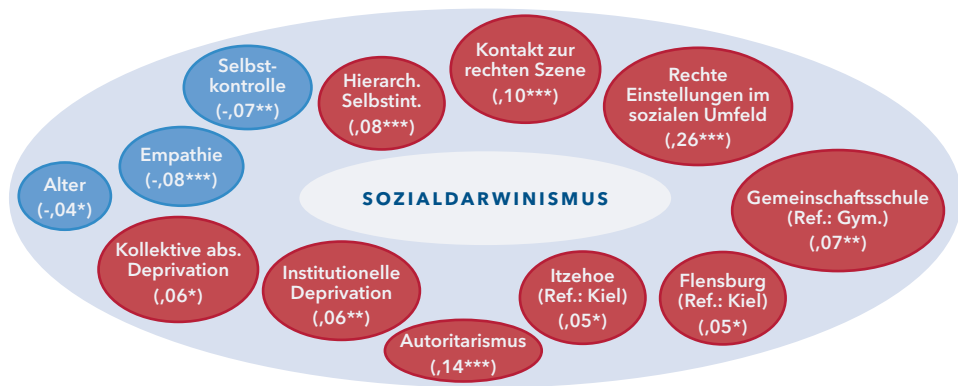 Selbst-
kontrolle
(-,07**)
Hierarch.
Selbstint.
(,08***)
Kontakt zur
rechten Szene
(,10***)
Rechte
Einstellungen im
sozialen Umfeld
(,26***)
Empathie
(-,08***)
Alter
(-,04*)
SOZIALDARWINISMUS
Gemeinschaftsschule
(Ref.: Gym.)
(,07**)
Kollektive abs.
Deprivation
(,06*)
Institutionelle
Deprivation
(,06**)
Autoritarismus
(,14***)
Itzehoe
(Ref.: Kiel)
(,05*)
Flensburg
(Ref.: Kiel)
(,05*)